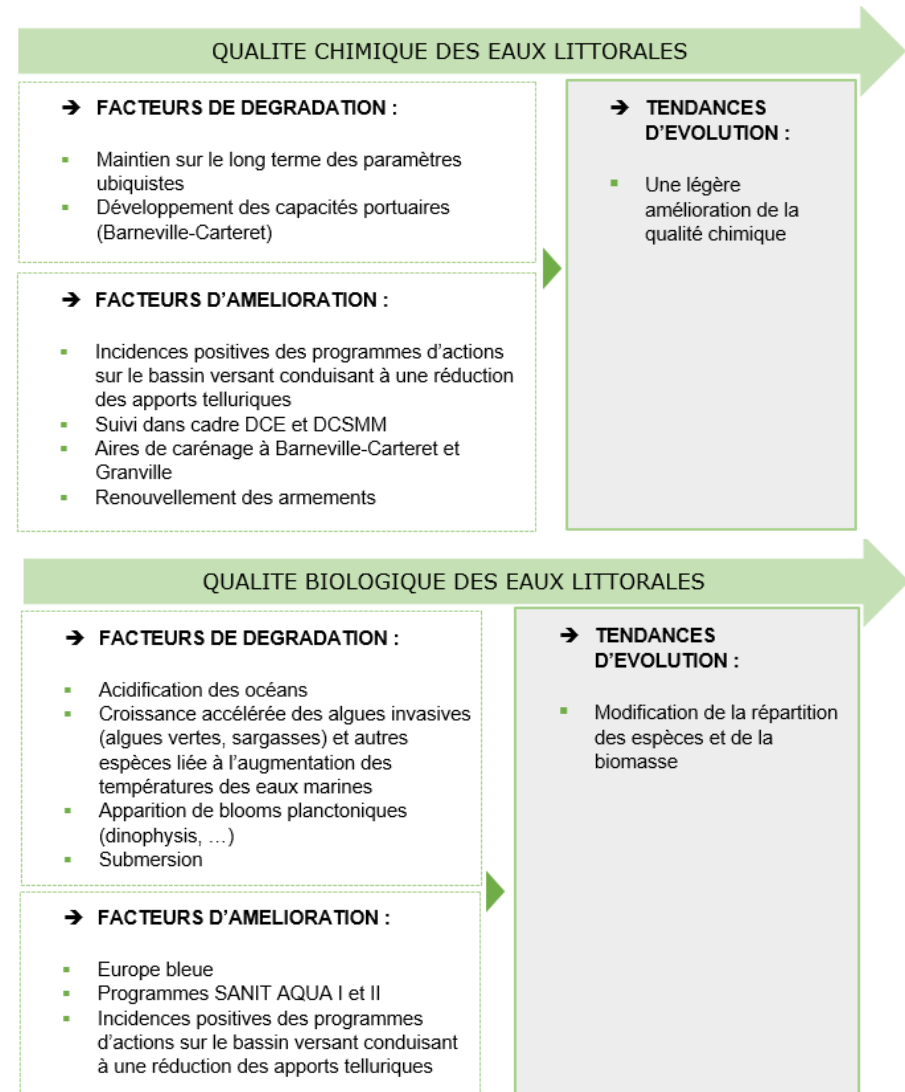 QUALITE CHIMIQUE DES EAUX LITTORALES
➔ FACTEURS DE DEGRADATION :
▪ Maintien sur le long terme des paramètres
ubiquistes
▪ Développement des capacités portuaires
(Barneville-Carteret)
➔ FACTEURS D'AMELIORATION :
▪ Incidences positives des programmes d'actions
sur le bassin versant conduisant à une réduction
des apports telluriques
▪ Suivi dans cadre DCE et DCSMM
▪ Aires de carénage à Barneville-Carteret et
Granville
▪ Renouvellement des armements
➔ TENDANCES
D'EVOLUTION :
▪ Une légère
amélioration de la
qualité chimique
QUALITE BIOLOGIQUE DES EAUX LITTORALES
➔ FACTEURS DE DEGRADATION :
▪ Acidification des océans
▪ Croissance accélérée des algues invasives
(algues vertes, sargasses) et autres
espèces liée à l'augmentation des
températures des eaux marines
▪ Apparition de blooms planctoniques
(dinophysis, …)
▪ Submersion
➔ FACTEURS D'AMELIORATION :
▪ Europe bleue
▪ Programmes SANIT AQUA I et II
▪ Incidences positives des programmes
d'actions sur le bassin versant conduisant
à une réduction des apports telluriques
➔ TENDANCES
D'EVOLUTION :
▪ Modification de la répartition
des espèces et de la
biomasse